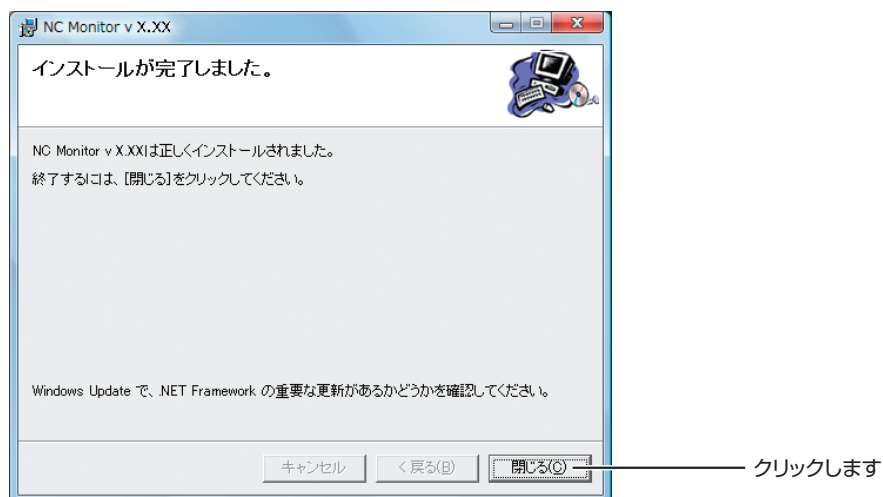 NC Monitor v X.XX
インストールが完了しました。
NC Monitor v X.XXは正しくインストールされました。
終了するには、[閉じる]をクリックしてください。
Windows Update で、.NET Framework の重要な更新があるかどうかを確認してください。
キャンセル
< 戻る(B)
閉じる(C)
クリックします